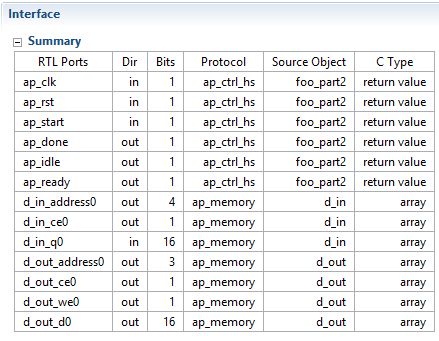 Interface
Summary
RTL Ports Dir Bits Protocol Source Object C Type
ap_clk in 1 ap_ctrl_hs foo_part2 return value
ap_rst in 1 ap_ctrl_hs foo_part2 return value
ap_start in 1 ap_ctrl_hs foo_part2 return value
ap_done out 1 ap_ctrl_hs foo_part2 return value
ap_idle out 1 ap_ctrl_hs foo_part2 return value
ap_ready out 1 ap_ctrl_hs foo_part2 return value
d_in_address0 out 4 ap_memory d_in array
d_in_ce0 out 1 ap_memory d_in array
d_in_q0 in 16 ap_memory d_in array
d_out_address0 out 3 ap_memory d_out array
d_out_ce0 out 1 ap_memory d_out array
d_out_we0 out 1 ap_memory d_out array
d_out_d0 out 16 ap_memory d_out array